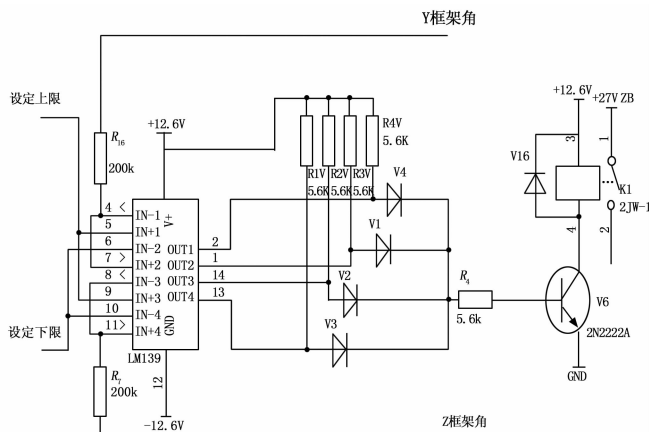 Y框架角
设定上限
+12.6V
+12.6V
+27V ZB
R16
200k
R4V
5.6K
R1V R2V R3V
5.6K 5.6K 5.6K
V16
3
1
K1
2JW-1
4
2
V4
4 < IN-1
5 IN+1
6 IN-2
7 > IN+2
8 < IN-3
9 IN+3
10 IN-4
11> IN+4
V+
GND
OUT1 2
OUT2 1
OUT3 14
OUT4 13
V1
V2
V3
R4
5.6k
V6
2N2222A
GND
设定下限
LM139
R7
200k
12
-12.6V
Z框架角